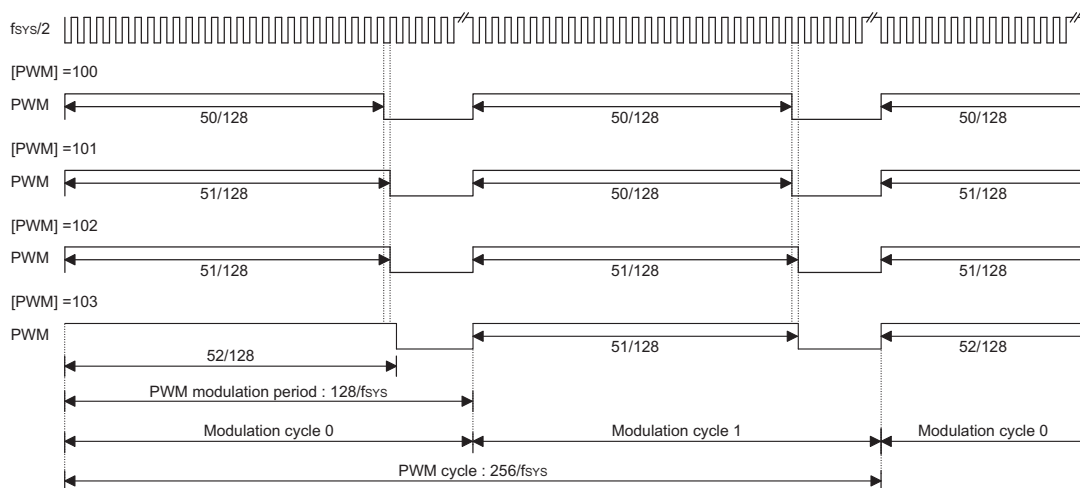 fSYS/2
[PWM] =100
PWM
50/128
50/128
50/128
[PWM] =101
PWM
51/128
50/128
51/128
[PWM] =102
PWM
51/128
51/128
51/128
[PWM] =103
PWM
52/128
51/128
52/128
PWM modulation period : 128/fSYS
Modulation cycle 0
Modulation cycle 1
Modulation cycle 0
PWM cycle : 256/fSYS